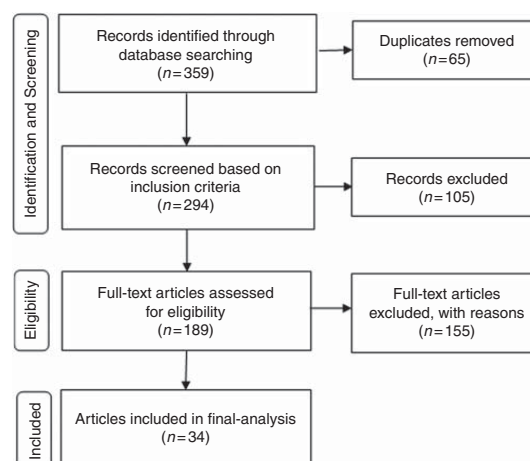 Identification and Screening
Records identified through
database searching
(n=359)
Duplicates removed
(n=65)
Records screened based on
inclusion criteria
(n=294)
Records excluded
(n=105)
Eligibility
Full-text articles assessed
for eligibility
(n=189)
Full-text articles
excluded, with reasons
(n=155)
Included
Articles included in final-analysis
(n=34)